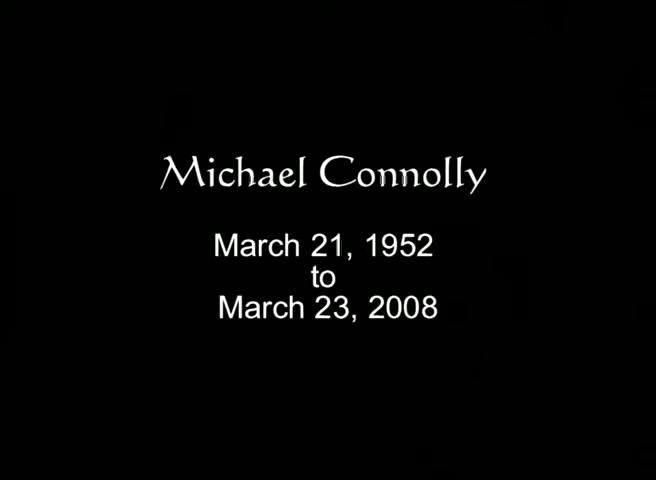 Michael Connolly
March 21, 1952
to
March 23, 2008